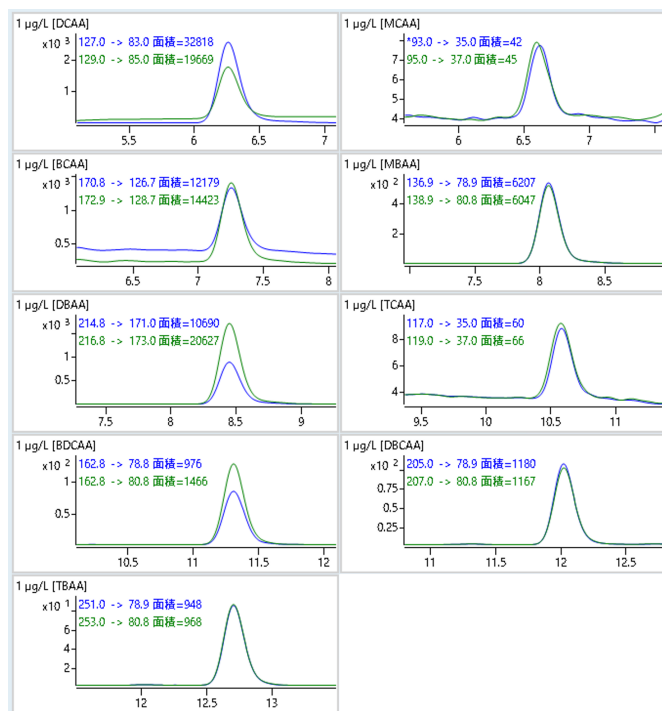 1 µg/L [DCAA]
x10 3
127.0 -> 83.0 面積=32818
129.0 -> 85.0 面積=19669
2
1
5.5 6 6.5 7
1 µg/L [MCAA]
*93.0 -> 35.0 面積=42
95.0 -> 37.0 面積=45
7
6
5
4
6 6.5 7
1 µg/L [BCAA]
x10 3
170.8 -> 126.7 面積=12179
172.9 -> 128.7 面積=14423
1
0.5
6.5 7 7.5 8
1 µg/L [MBAA]
x10 2
136.9 -> 78.9 面積=6207
138.9 -> 80.8 面積=6047
4
2
7.5 8 8.5
1 µg/L [DBAA]
x10 3
214.8 -> 171.0 面積=10690
216.8 -> 173.0 面積=20627
1
0.5
7.5 8 8.5 9
1 µg/L [TCAA]
117.0 -> 35.0 面積=60
119.0 -> 37.0 面積=66
8
6
4
9.5 10 10.5 11
1 µg/L [BDCAA]
x10 2
162.8 -> 78.8 面積=976
162.8 -> 80.8 面積=1466
1
0.5
10.5 11 11.5 12
1 µg/L [DBCAA]
x10 2
205.0 -> 78.9 面積=1180
207.0 -> 80.8 面積=1167
0.75
0.5
0.25
11 11.5 12 12.5
1 µg/L [TBAA]
x10 1
251.0 -> 78.9 面積=948
253.0 -> 80.8 面積=968
6
4
2
12 12.5 13